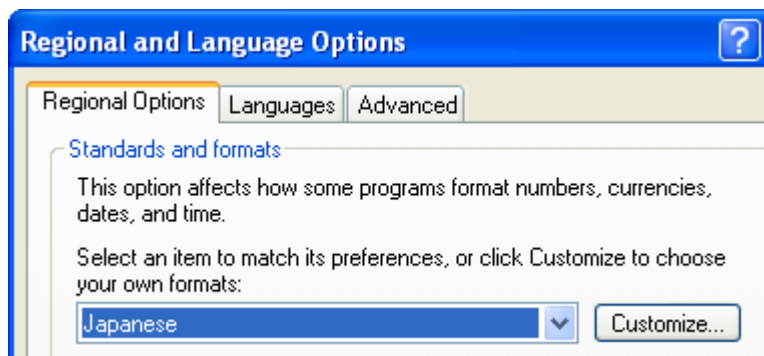 Regional and Language Options
?
Regional Options Languages Advanced
Standards and formats
This option affects how some programs format numbers, currencies,
dates, and time.
Select an item to match its preferences, or click Customize to choose
your own formats:
Japanese Customize...